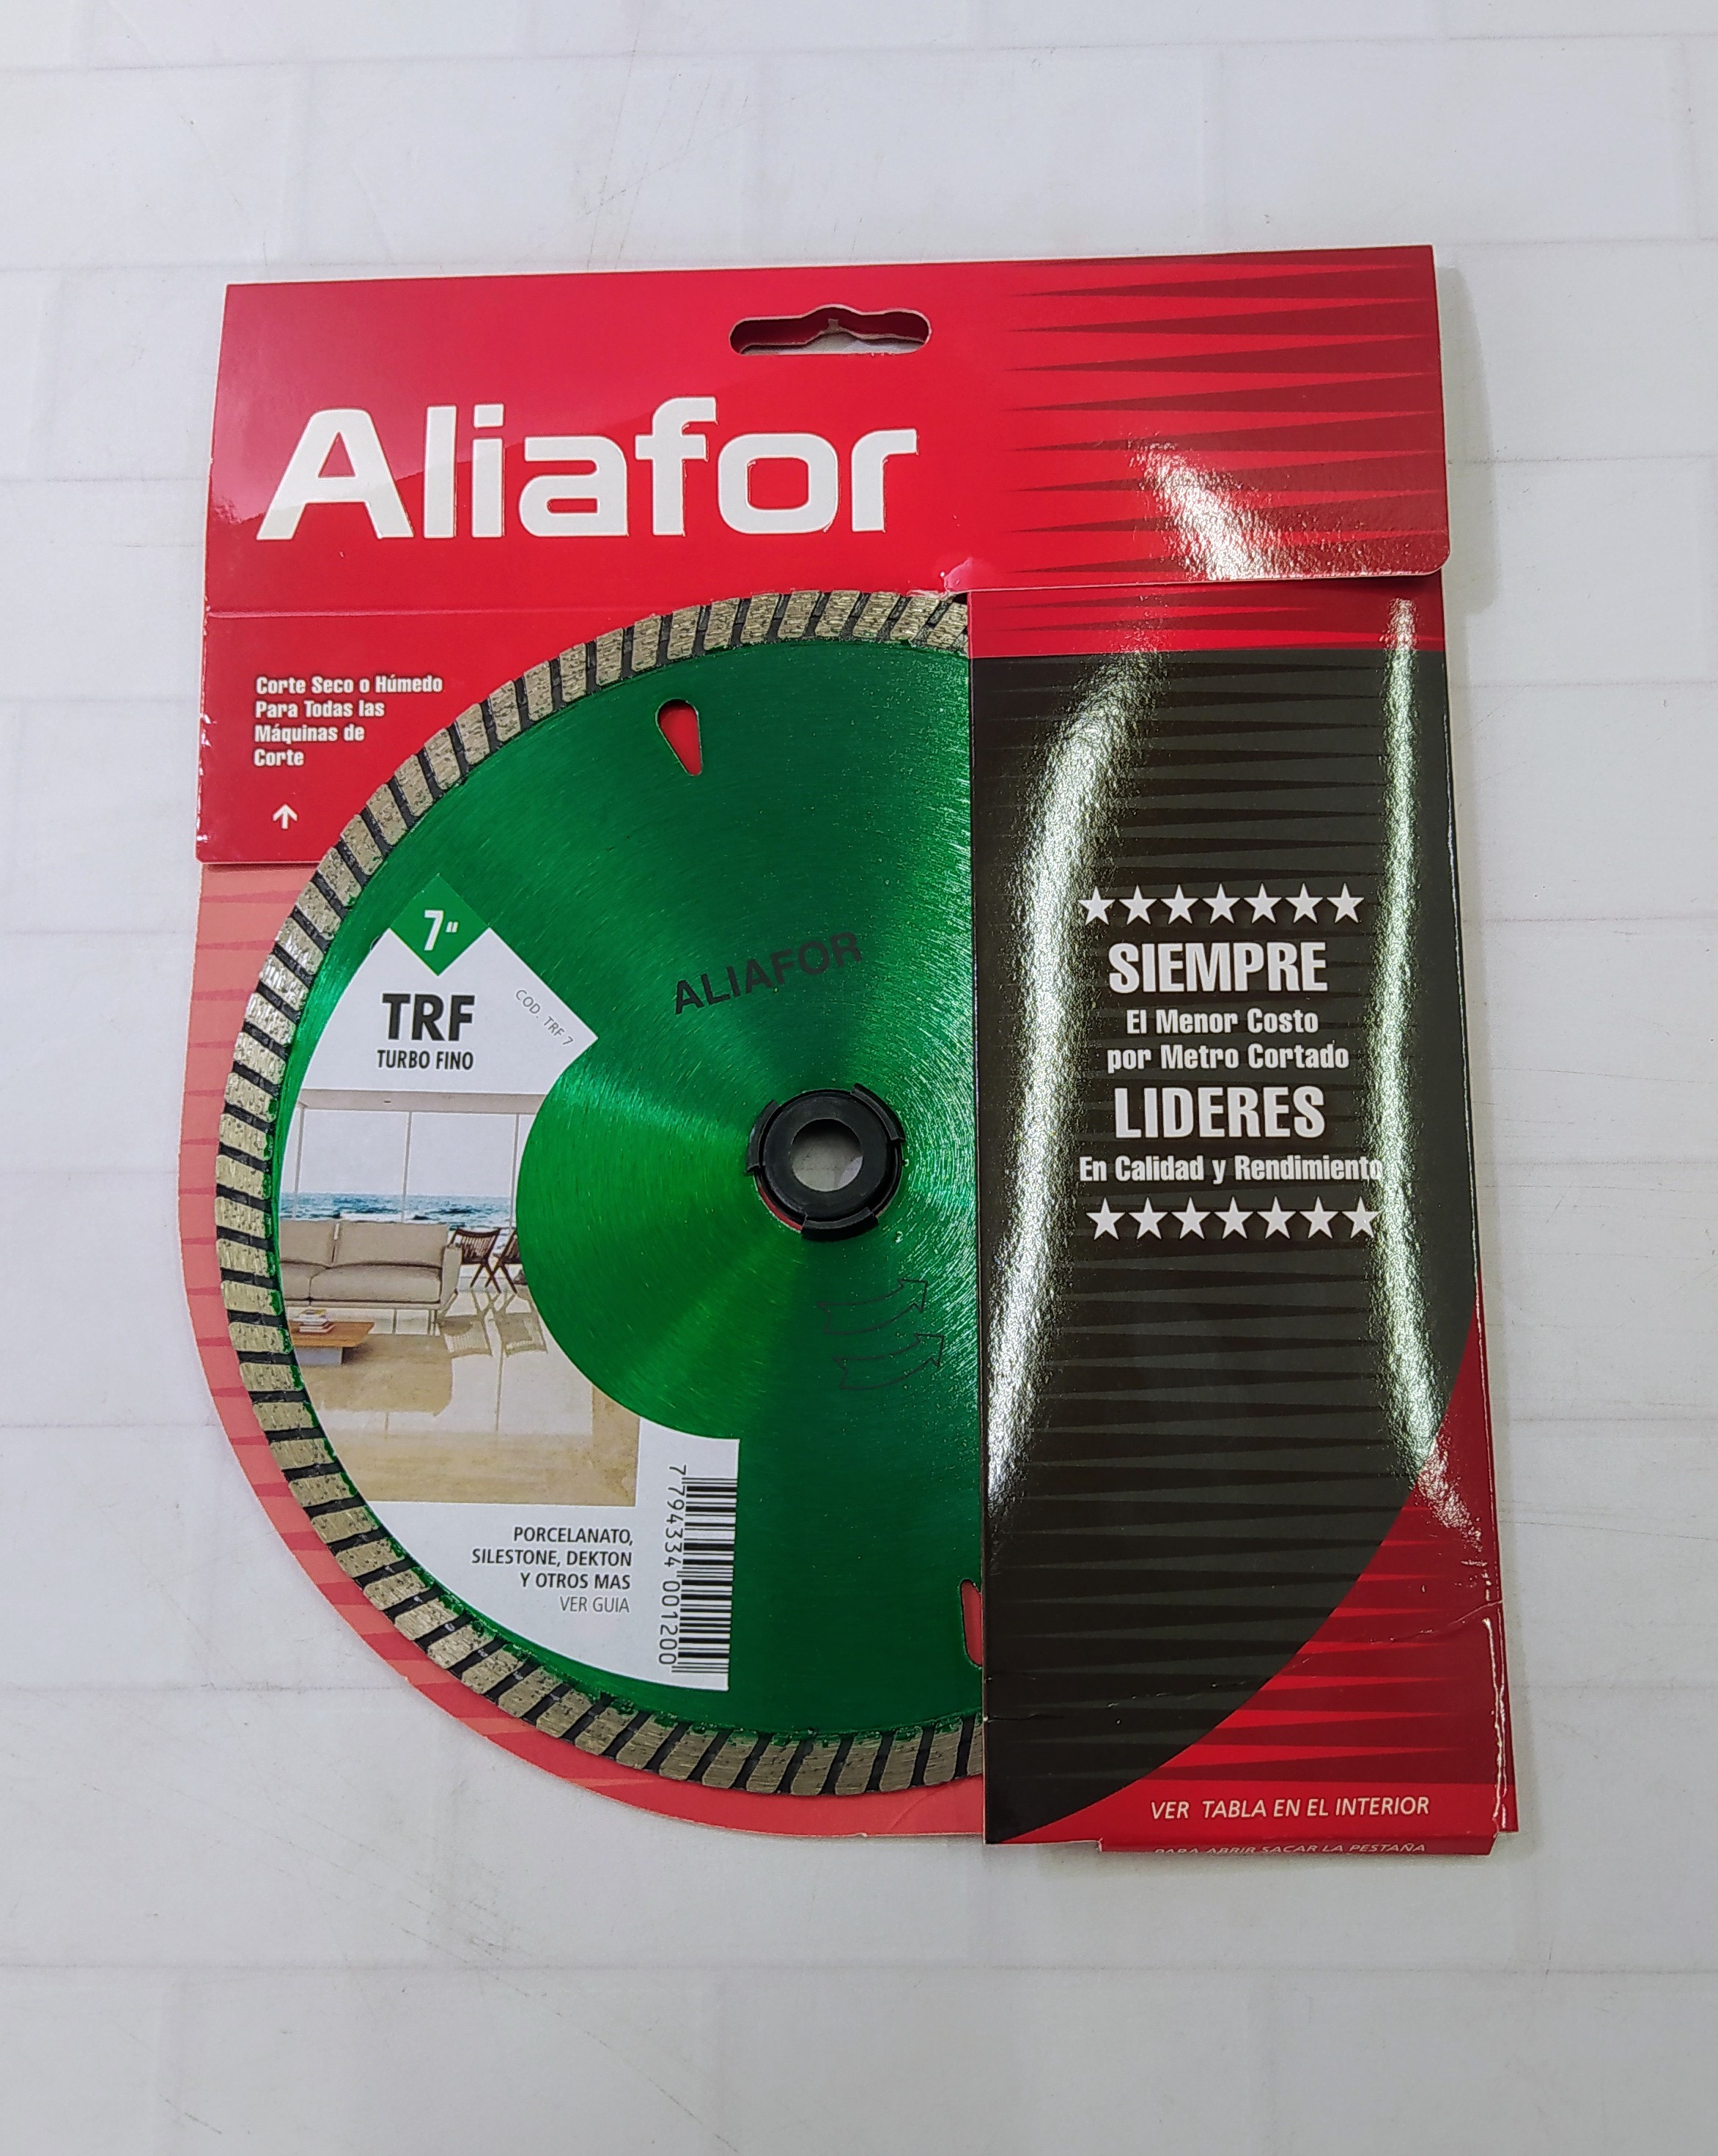 Aliafor
Corte Seco o Húmedo
Para Todas las
Máquinas de
Corte
7"
TRF
TURBO FINO
COD. TRF 7
ALIAFOR
PORCELANATO,
SILESTONE, DEKTON
Y OTROS MAS
VER GUIA
7 794334 001200
SIEMPRE
El Menor Costo
por Metro Cortado
LIDERES
En Calidad y Rendimiento
VER TABLA EN EL INTERIOR
PARA ABRIR SACAR LA PESTAÑA